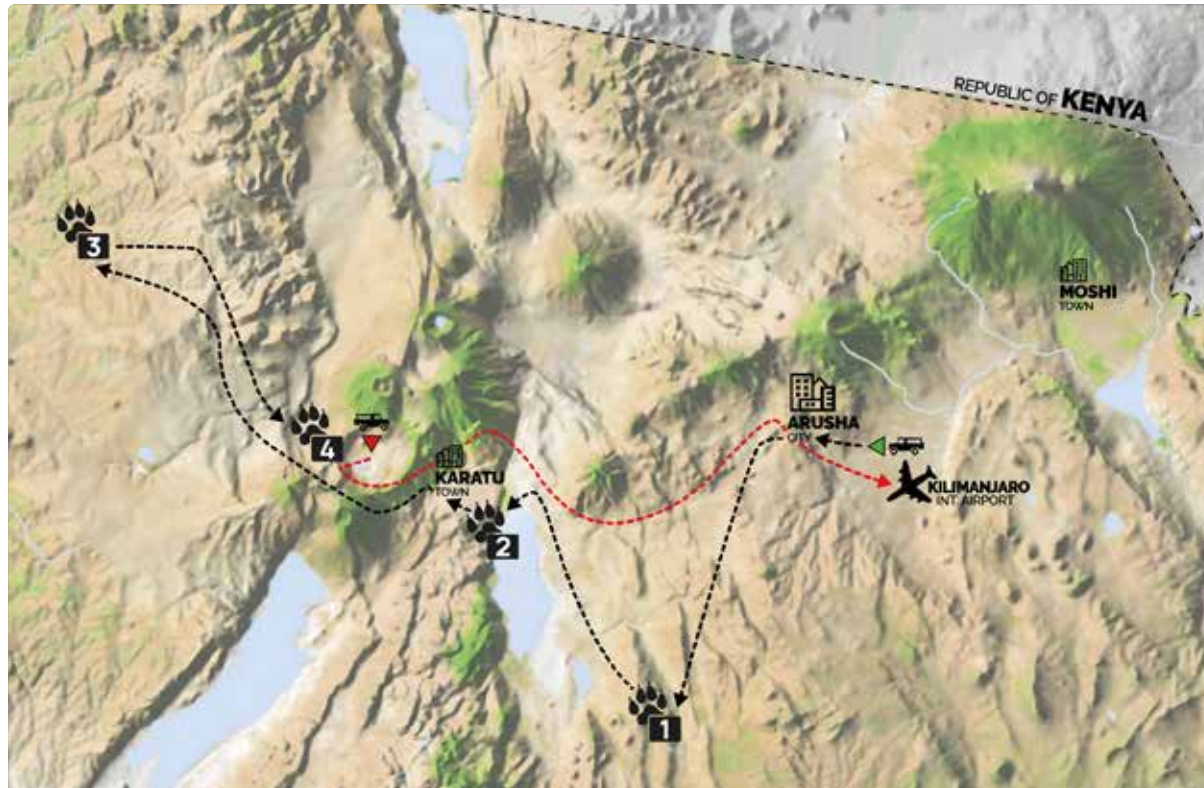 REPUBLIC OF KENYA
3
MOSHI
TOWN
4
ARUSHA
CITY
KARATU
TOWN
KILIMANJARO
INT. AIRPORT
2
1